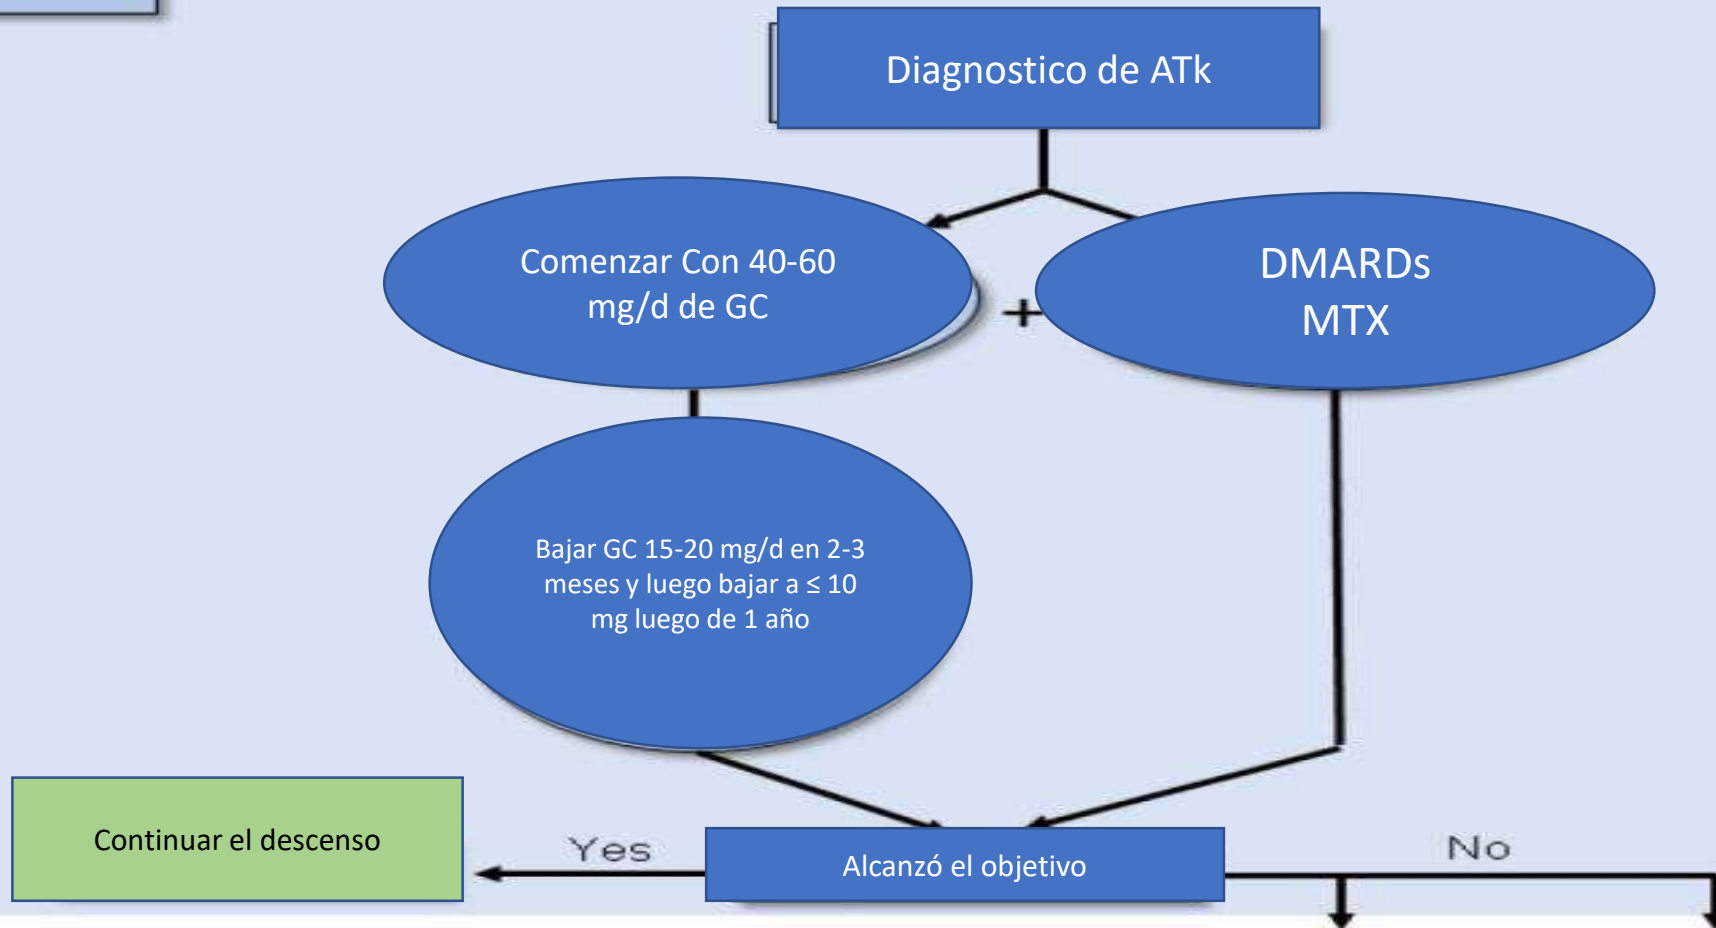 Diagnostico de ATk
Comenzar Con 40-60
mg/d de GC
+
DMARDs
MTX
Bajar GC 15-20 mg/d en 2-3
meses y luego bajar a ≤ 10
mg luego de 1 año
Continuar el descenso
Yes
Alcanzó el objetivo
No